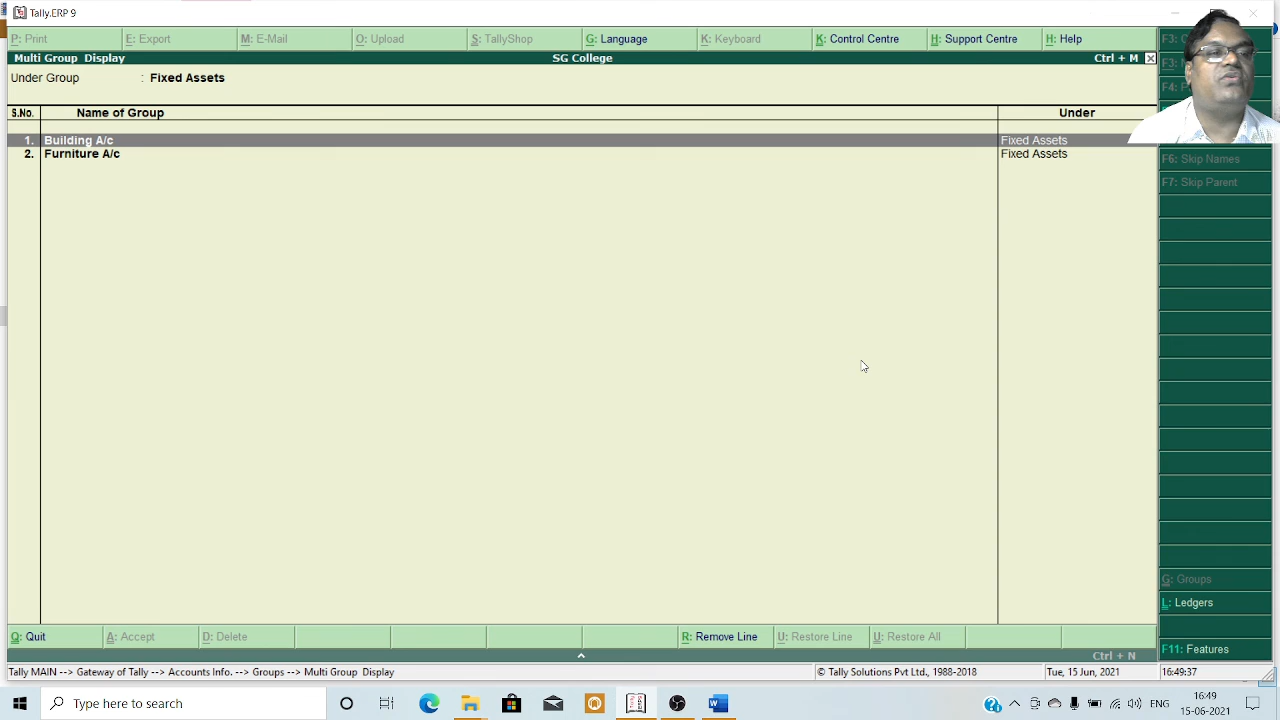 Tally.ERP 9
P: Print
E: Export
M: E-Mail
O: Upload
S: TallyShop
G: Language
K: Keyboard
K: Control Centre
H: Support Centre
H: Help
F3:
Multi Group Display
SG College
Ctrl + M
F3:
Under Group : Fixed Assets
F4:
S.No. Name of Group Under
1. Building A/c Fixed Assets
2. Furniture A/c Fixed Assets
F6: Skip Names
F7: Skip Parent
G: Groups
L: Ledgers
Q: Quit
A: Accept
D: Delete
R: Remove Line
U: Restore Line
U: Restore All
F11: Features
Ctrl + N
Tally MAIN --> Gateway of Tally --> Accounts Info. --> Groups --> Multi Group Display
© Tally Solutions Pvt Ltd., 1988-2018
Tue, 15 Jun, 2021
16:49:37
Type here to search
ENG
16:49
15-06-2021